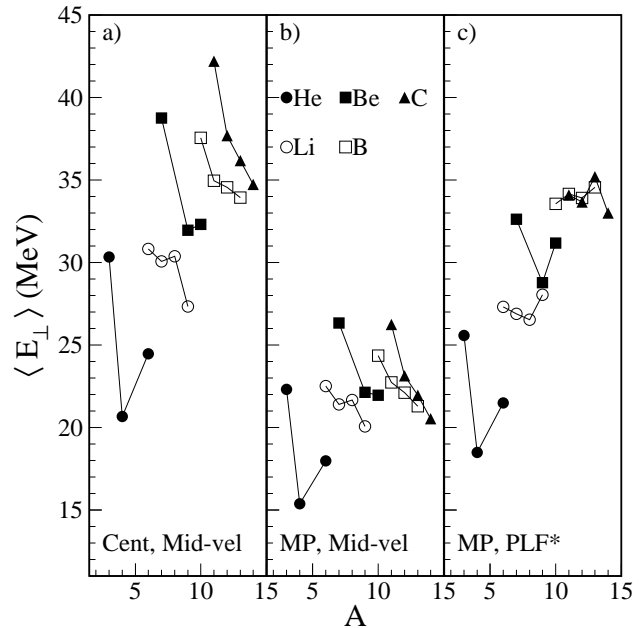 a) b) c)
45
40
35
30
25
20
15
⟨ E⊥ ⟩ (MeV)
He Be C
Li B
Cent, Mid-vel MP, Mid-vel MP, PLF*
5 10 15 5 10 15 5 10 15
A